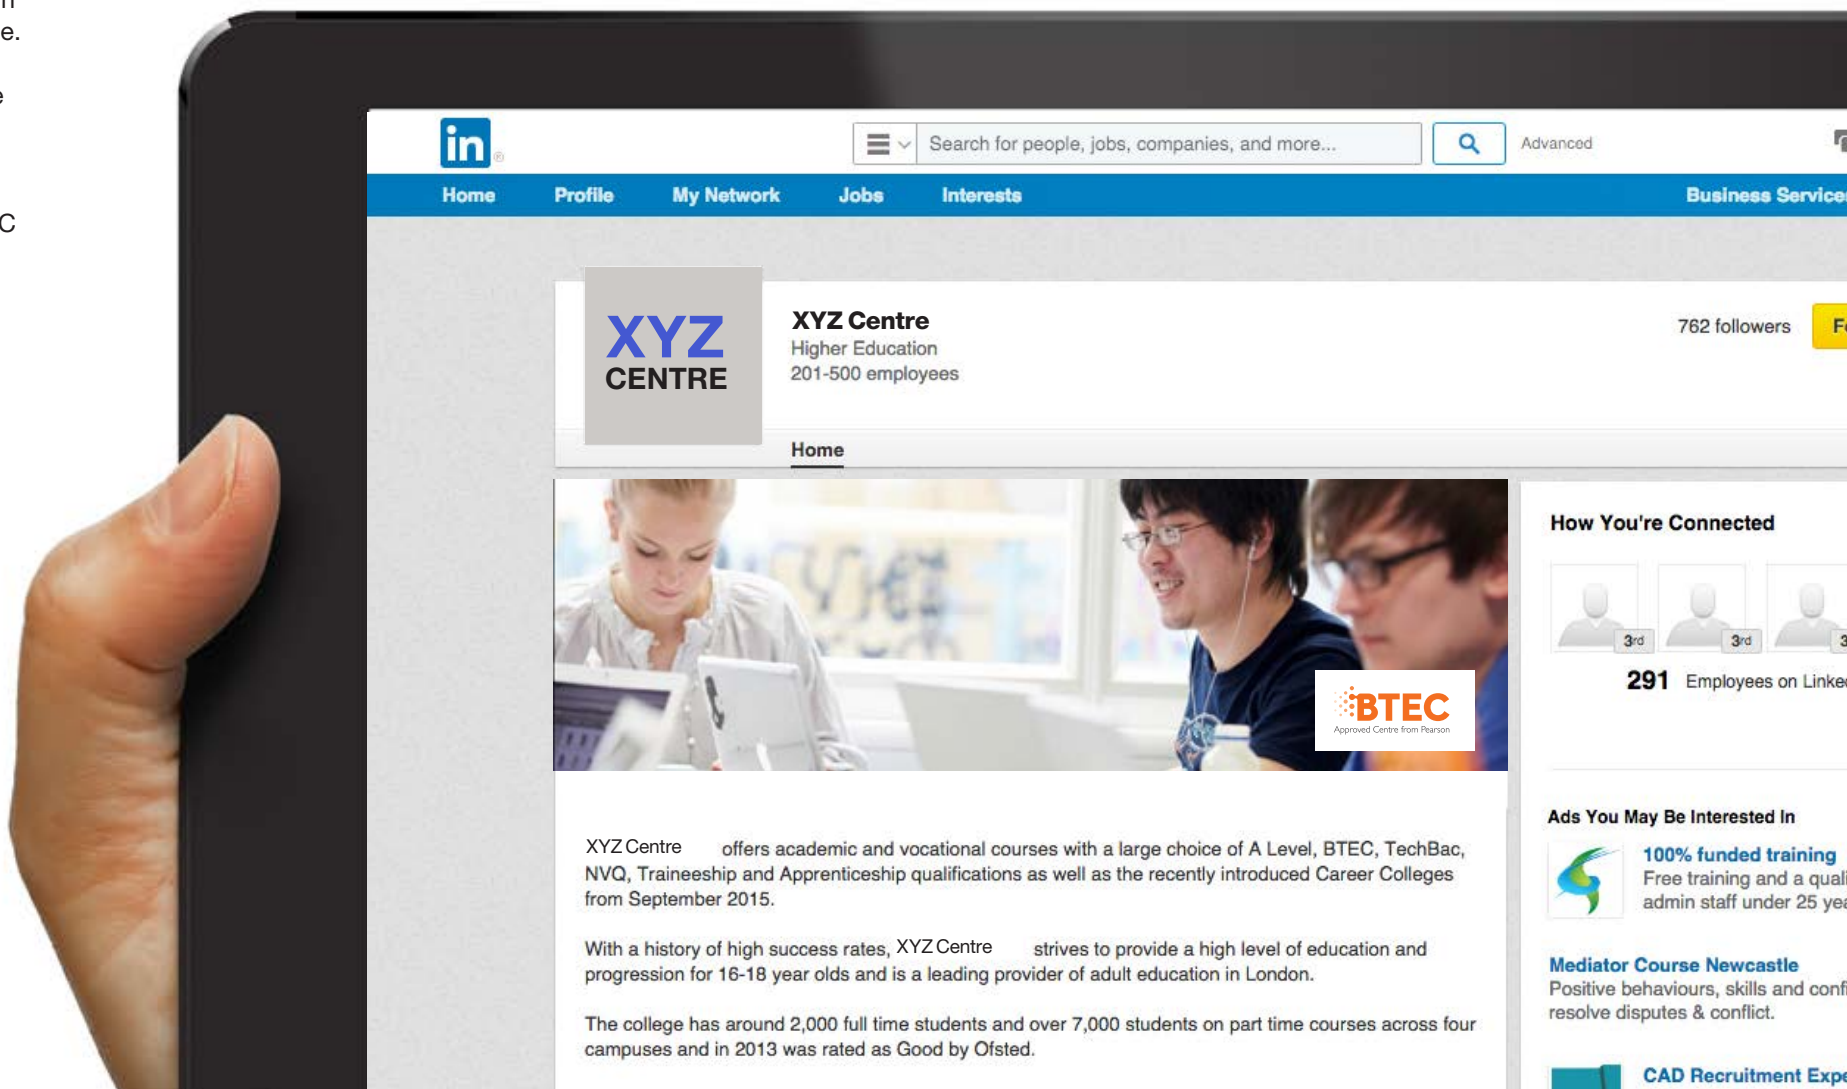 e.
e
C
in
Search for people, jobs, companies, and more...
Advanced
Home Profile My Network Jobs Interests
XYZ
CENTRE
XYZ Centre
Higher Education
201-500 employees
762 followers
Home
BTEC
Approved Centre from Pearson
XYZ Centre offers academic and vocational courses with a large choice of A Level, BTEC, TechBac,
NVQ, Traineeship and Apprenticeship qualifications as well as the recently introduced Career Colleges
from September 2015.
With a history of high success rates, XYZ Centre strives to provide a high level of education and
progression for 16-18 year olds and is a leading provider of adult education in London.
The college has around 2,000 full time students and over 7,000 students on part time courses across four
campuses and in 2013 was rated as Good by Ofsted.
Business
How You're Connected
3rd 3rd 3
291 Employees on
Ads You May Be Interested In
100% funded training
Free training and a
admin staff under 25
Mediator Course Newcastle
Positive behaviours, skills and
resolve disputes & conflict.
CAD Recruitment